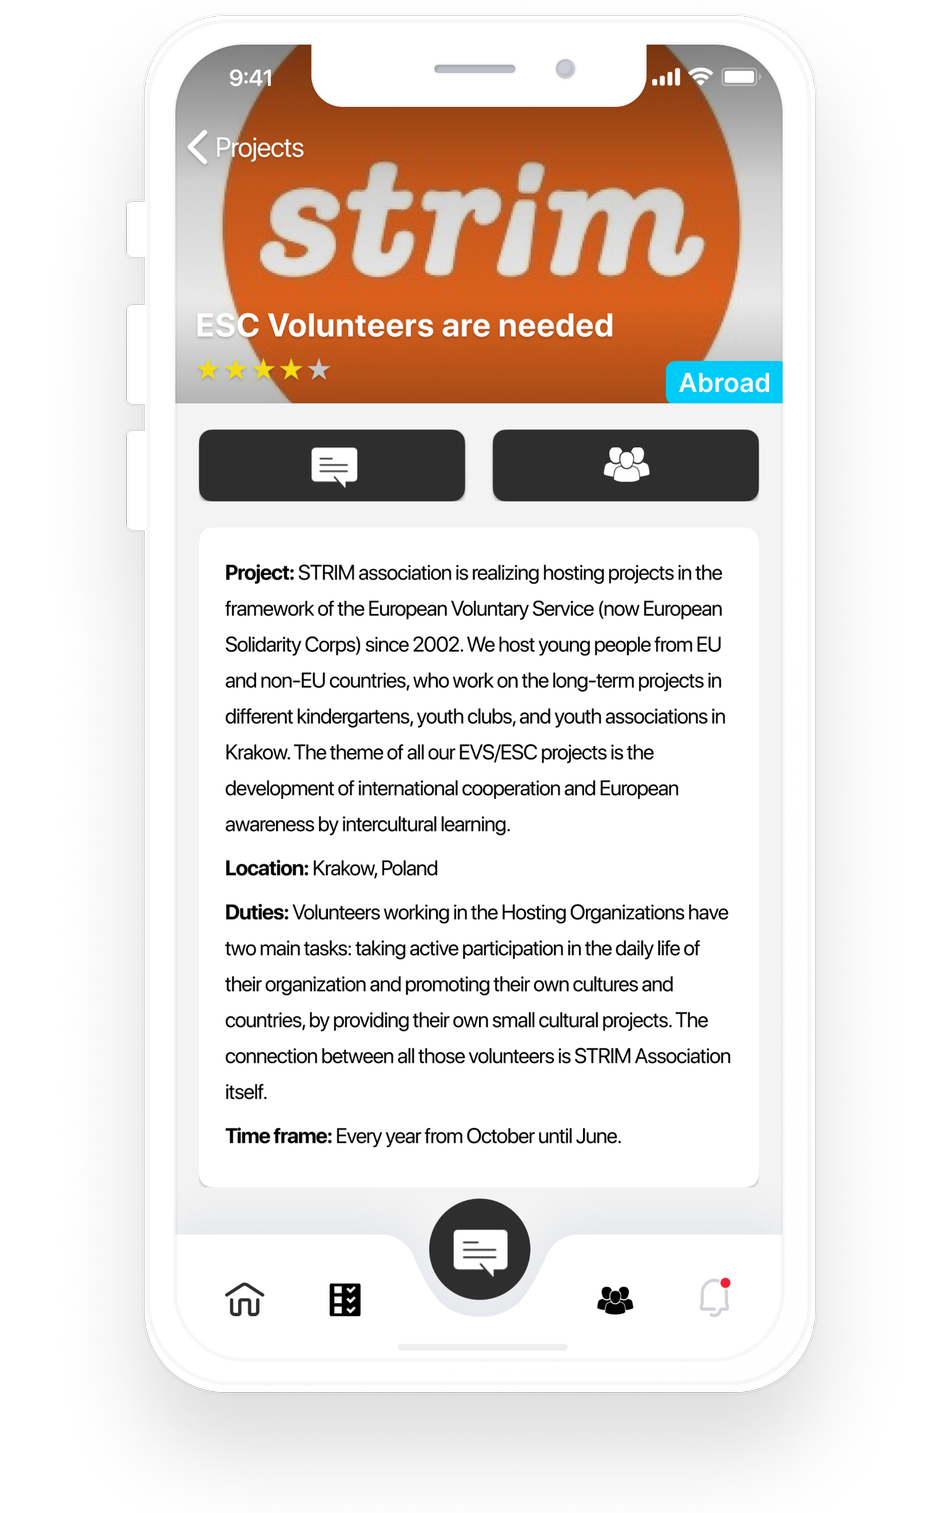 9:41
Projects
strim
ESC Volunteers are needed
Abroad
Project: STRIM association is realizing hosting projects in the
framework of the European Voluntary Service (now European
Solidarity Corps) since 2002. We host young people from EU
and non-EU countries, who work on the long-term projects in
different kindergartens, youth clubs, and youth associations in
Krakow. The theme of all our EVS/ESC projects is the
development of international cooperation and European
awareness by intercultural learning.
Location: Krakow, Poland
Duties: Volunteers working in the Hosting Organizations have
two main tasks: taking active participation in the daily life of
their organization and promoting their own cultures and
countries, by providing their own small cultural projects. The
connection between all those volunteers is STRIM Association
itself.
Time frame: Every year from October until June.